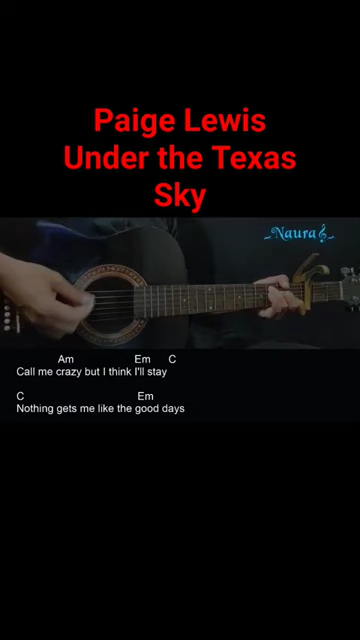 Paige Lewis
Under the Texas
Sky
Naura
Am Em C
Call me crazy but I think I'll stay
C Em
Nothing gets me like the good days